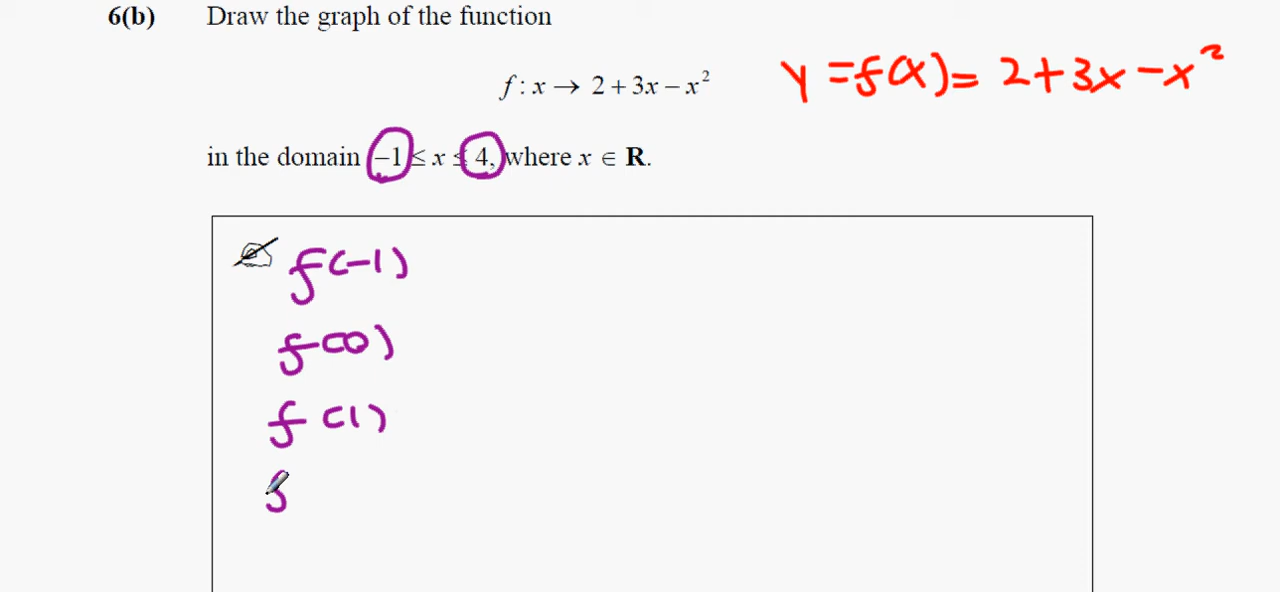 6(b) Draw the graph of the function
f : x → 2 + 3x − x² y = f(x) = 2+3x−x²
in the domain −1 ≤ x ≤ 4, where x ∈ R.
f(−1)
f(0)
f(1)